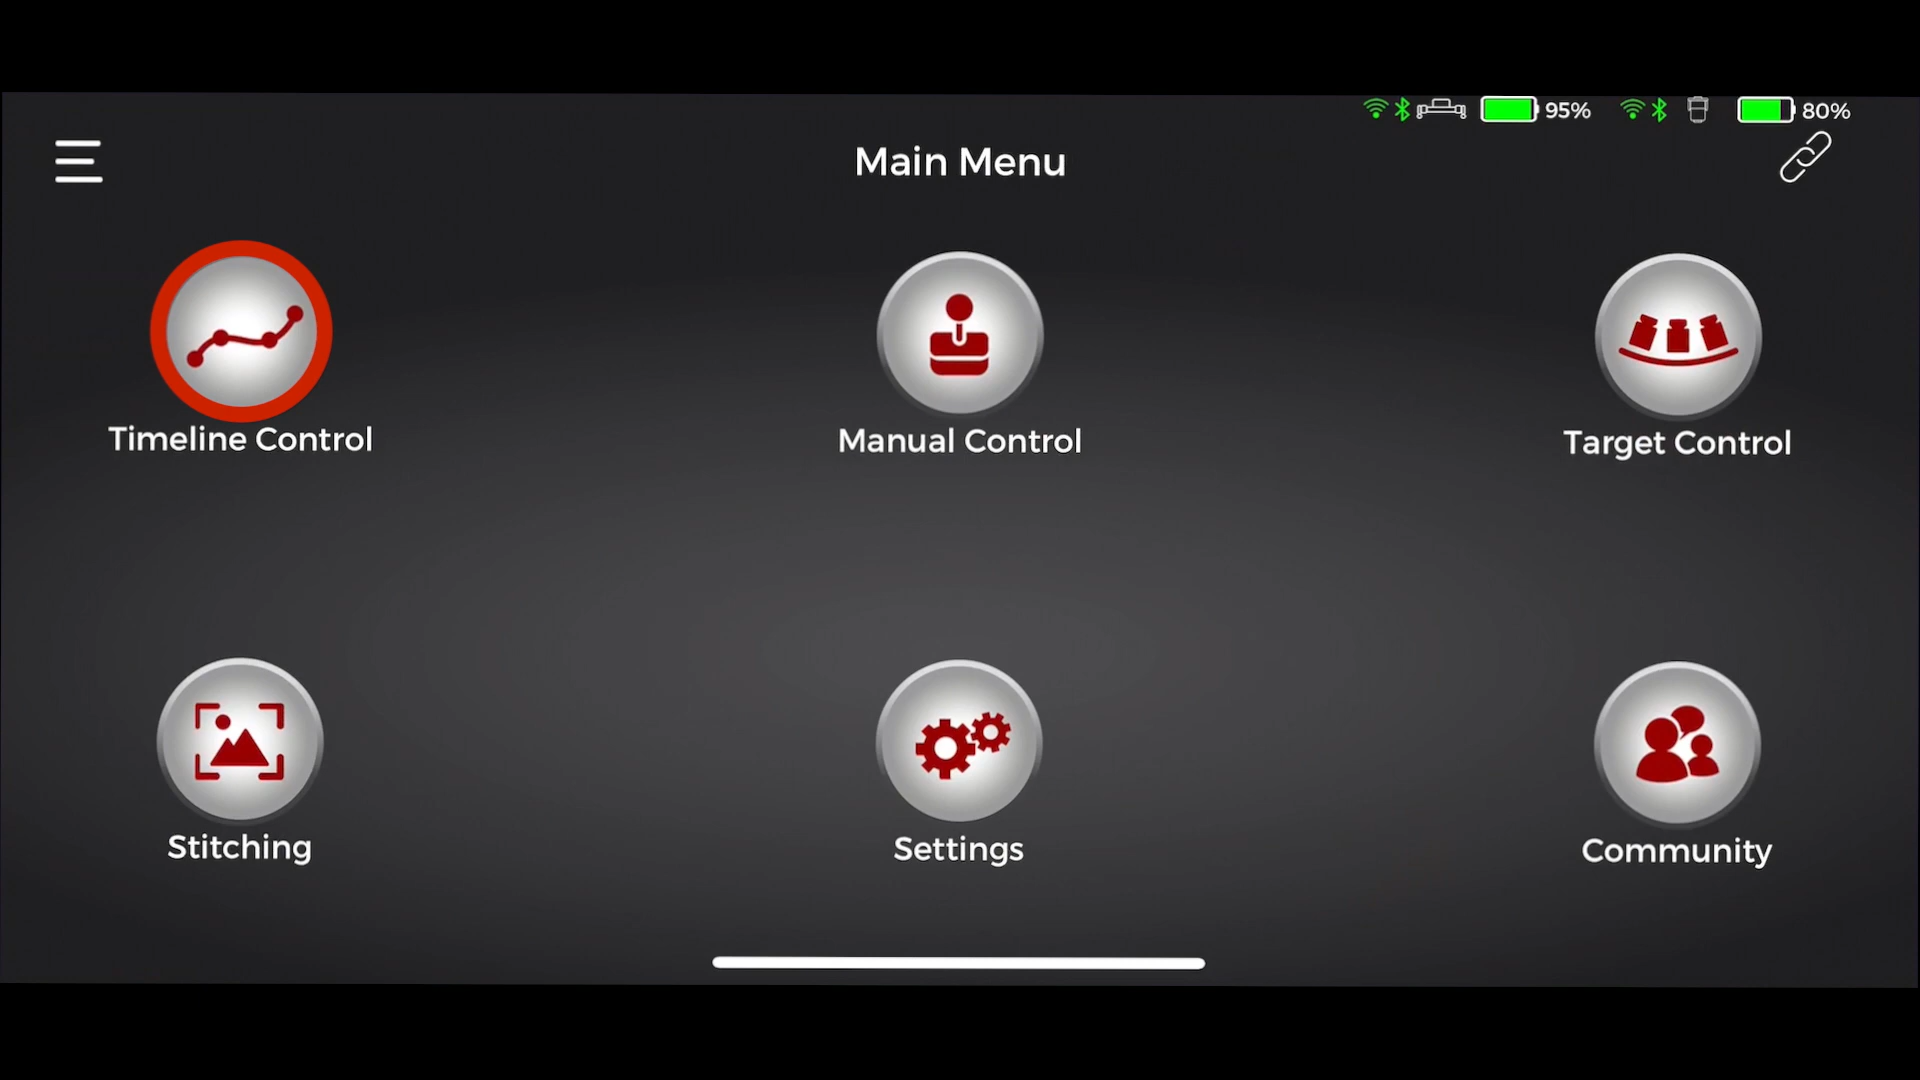 95% 80%
Main Menu
Timeline Control Manual Control Target Control
Stitching Settings Community